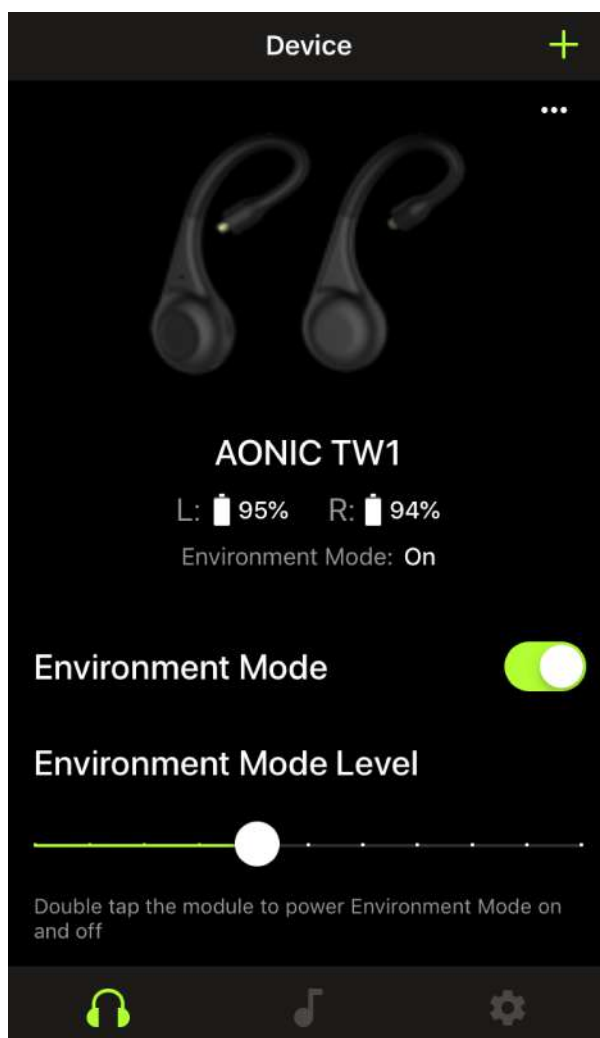 Device
AONIC TW1
L: 95% R: 94%
Environment Mode: On
Environment Mode
Environment Mode Level
Double tap the module to power Environment Mode on
and off